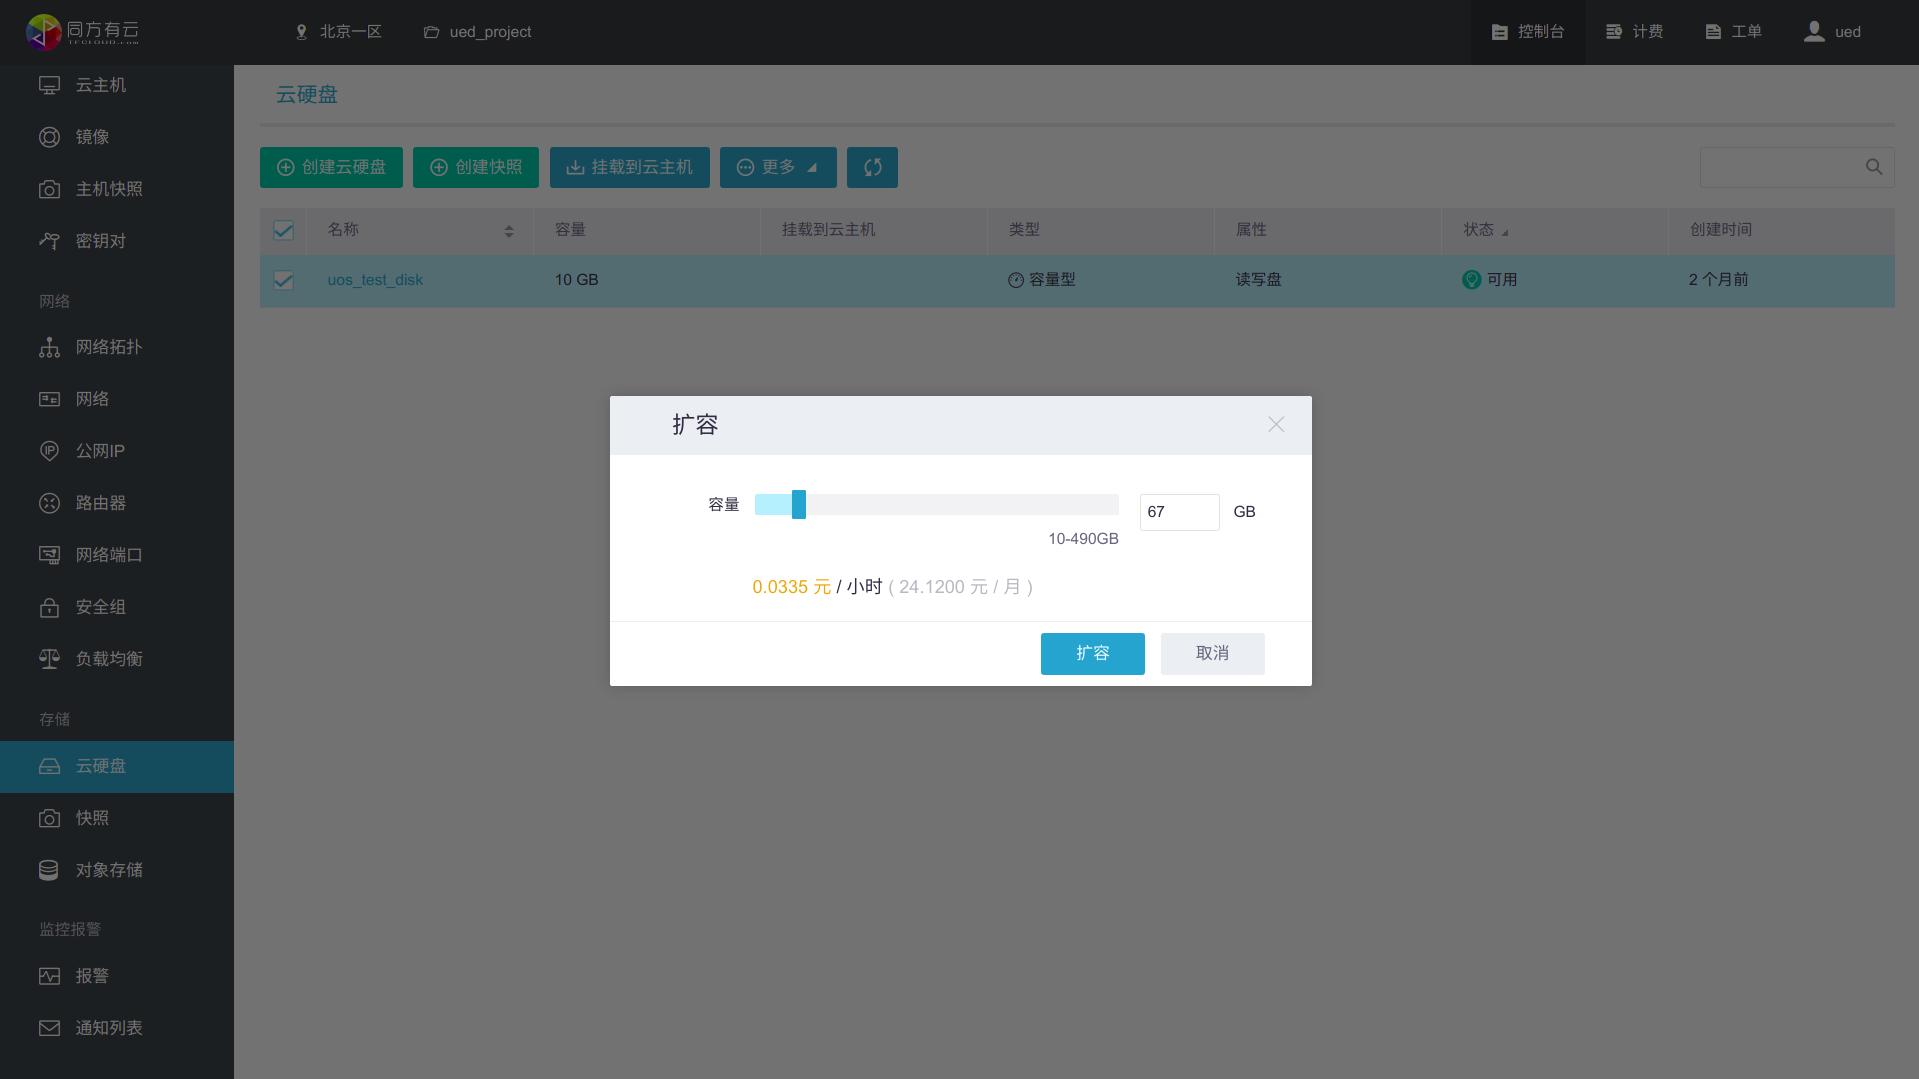 同方有云
TFCLOUD.com
北京一区
ued_project
控制台
计费
工单
ued
云主机
镜像
主机快照
密钥对
网络
网络拓扑
网络
公网IP
路由器
网络端口
安全组
负载均衡
存储
云硬盘
快照
对象存储
监控报警
报警
通知列表
云硬盘
创建云硬盘
创建快照
挂载到云主机
更多
名称 容量 挂载到云主机 类型 属性 状态 创建时间
uos_test_disk 10 GB 容量型 读写盘 可用 2 个月前
扩容
容量 67 GB
10-490GB
0.0335 元 / 小时 ( 24.1200 元 / 月 )
扩容 取消